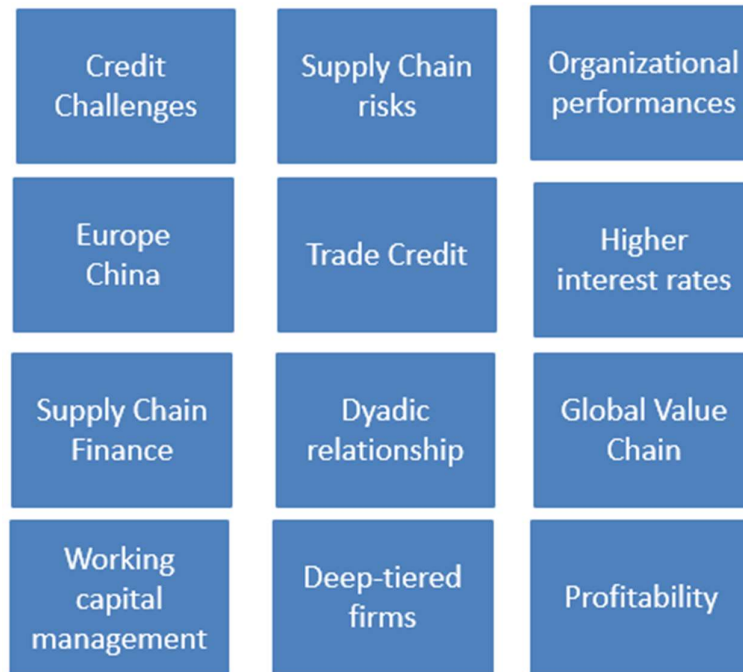 Credit
Challenges
Supply Chain
risks
Organizational
performances
Europe
China
Trade Credit
Higher
interest rates
Supply Chain
Finance
Dyadic
relationship
Global Value
Chain
Working
capital
management
Deep-tiered
firms
Profitability